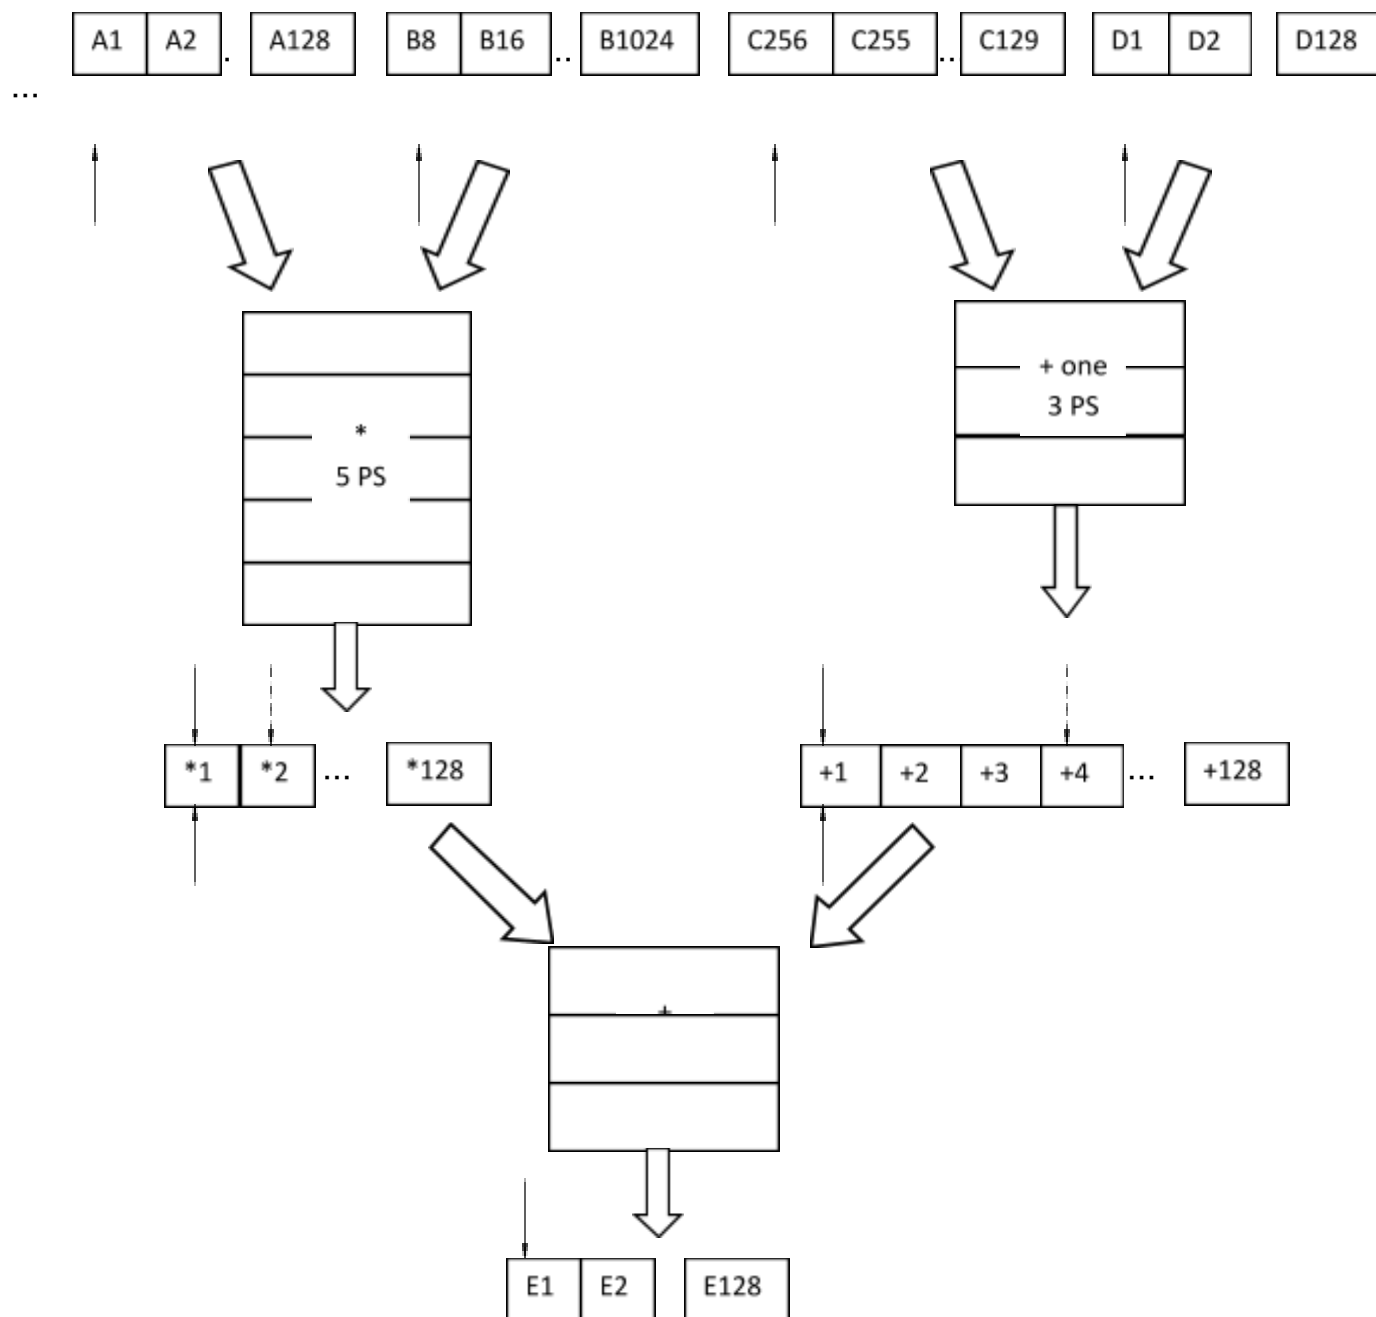 A1 A2 . A128 B8 B16 .. B1024 C256 C255 .. C129 D1 D2 D128
...
+ one
3 PS
*
5 PS
*1 *2 ... *128 +1 +2 +3 +4 ... +128
+
E1 E2 E128